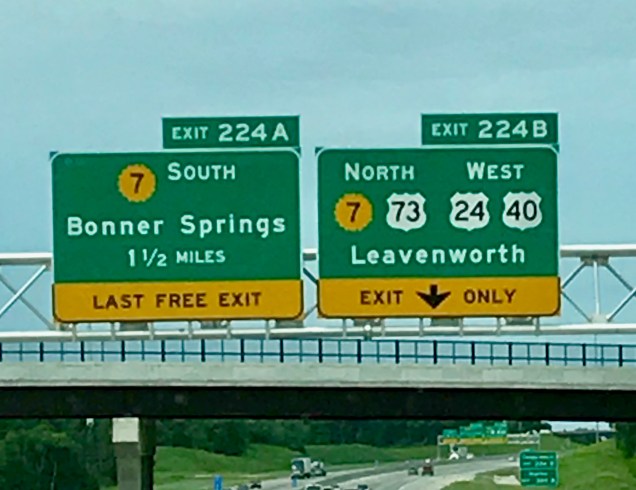 EXIT 224A
7 SOUTH
Bonner Springs
1 1/2 MILES
LAST FREE EXIT
EXIT 224B
NORTH WEST
7 73 24 40
Leavenworth
EXIT ONLY